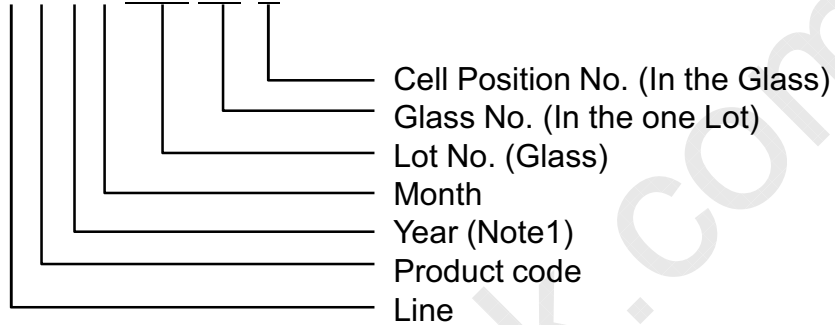 Cell Position No. (In the Glass)
Glass No. (In the one Lot)
Lot No. (Glass)
Month
Year (Note1)
Product code
Line